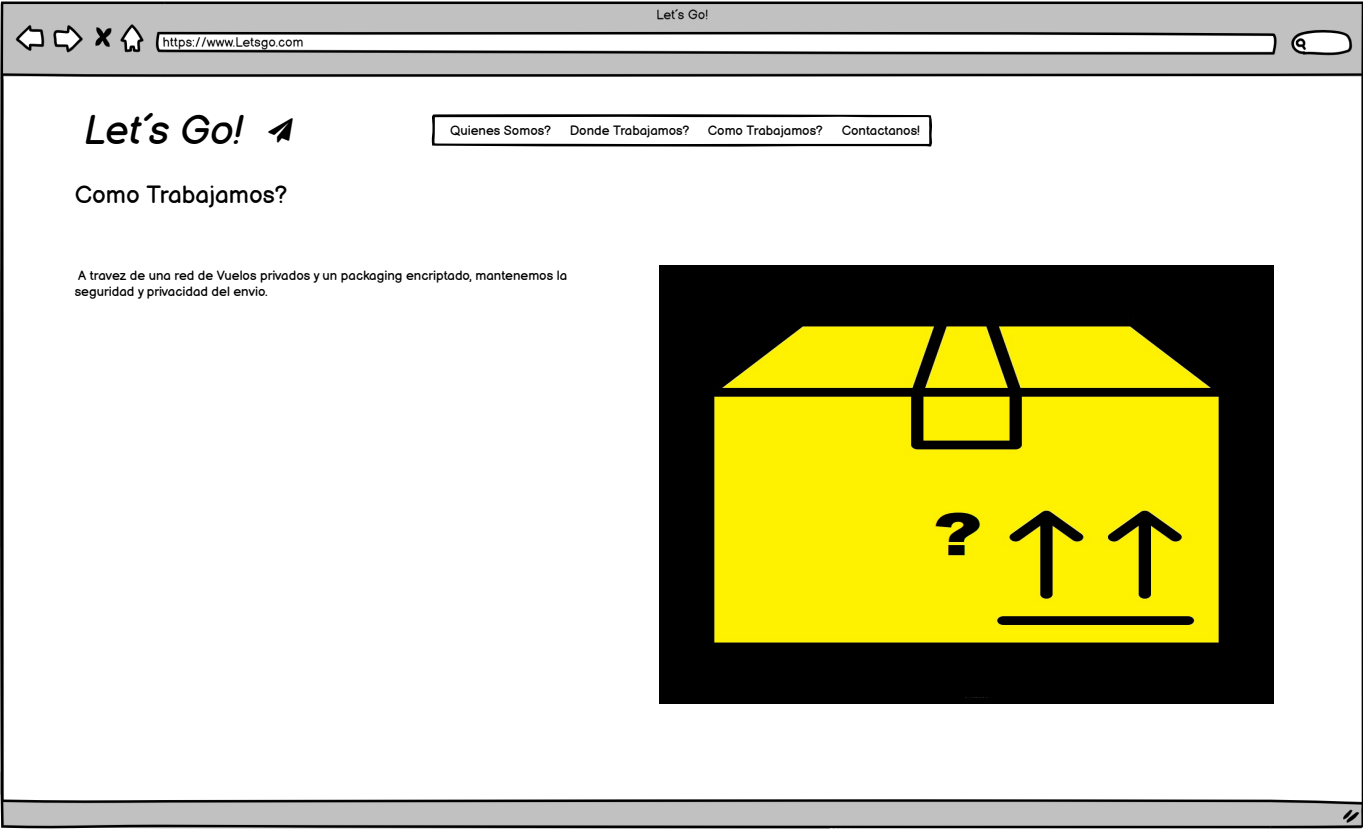 Let´s Go!
https://www.Letsgo.com
Let´s Go!
Quienes Somos? Donde Trabajamos? Como Trabajamos? Contactanos!
Como Trabajamos?
A travez de una red de Vuelos privados y un packaging encriptado, mantenemos la
seguridad y privacidad del envio.
?